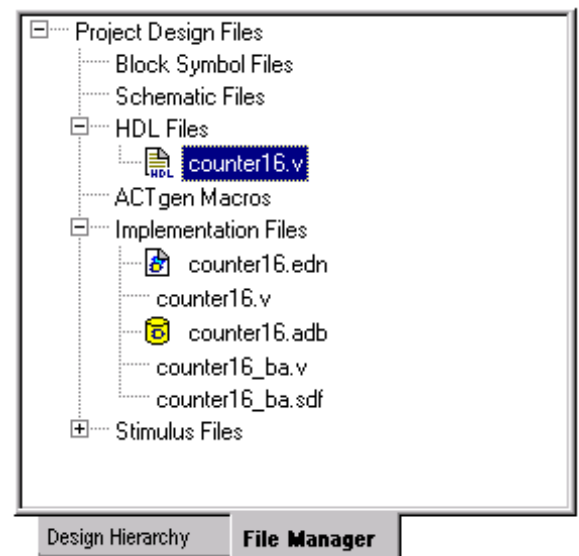 Project Design Files
Block Symbol Files
Schematic Files
HDL Files
HDL counter16.v
ACTgen Macros
Implementation Files
counter16.edn
counter16.v
counter16.adb
counter16_ba.v
counter16_ba.sdf
Stimulus Files
Design Hierarchy File Manager